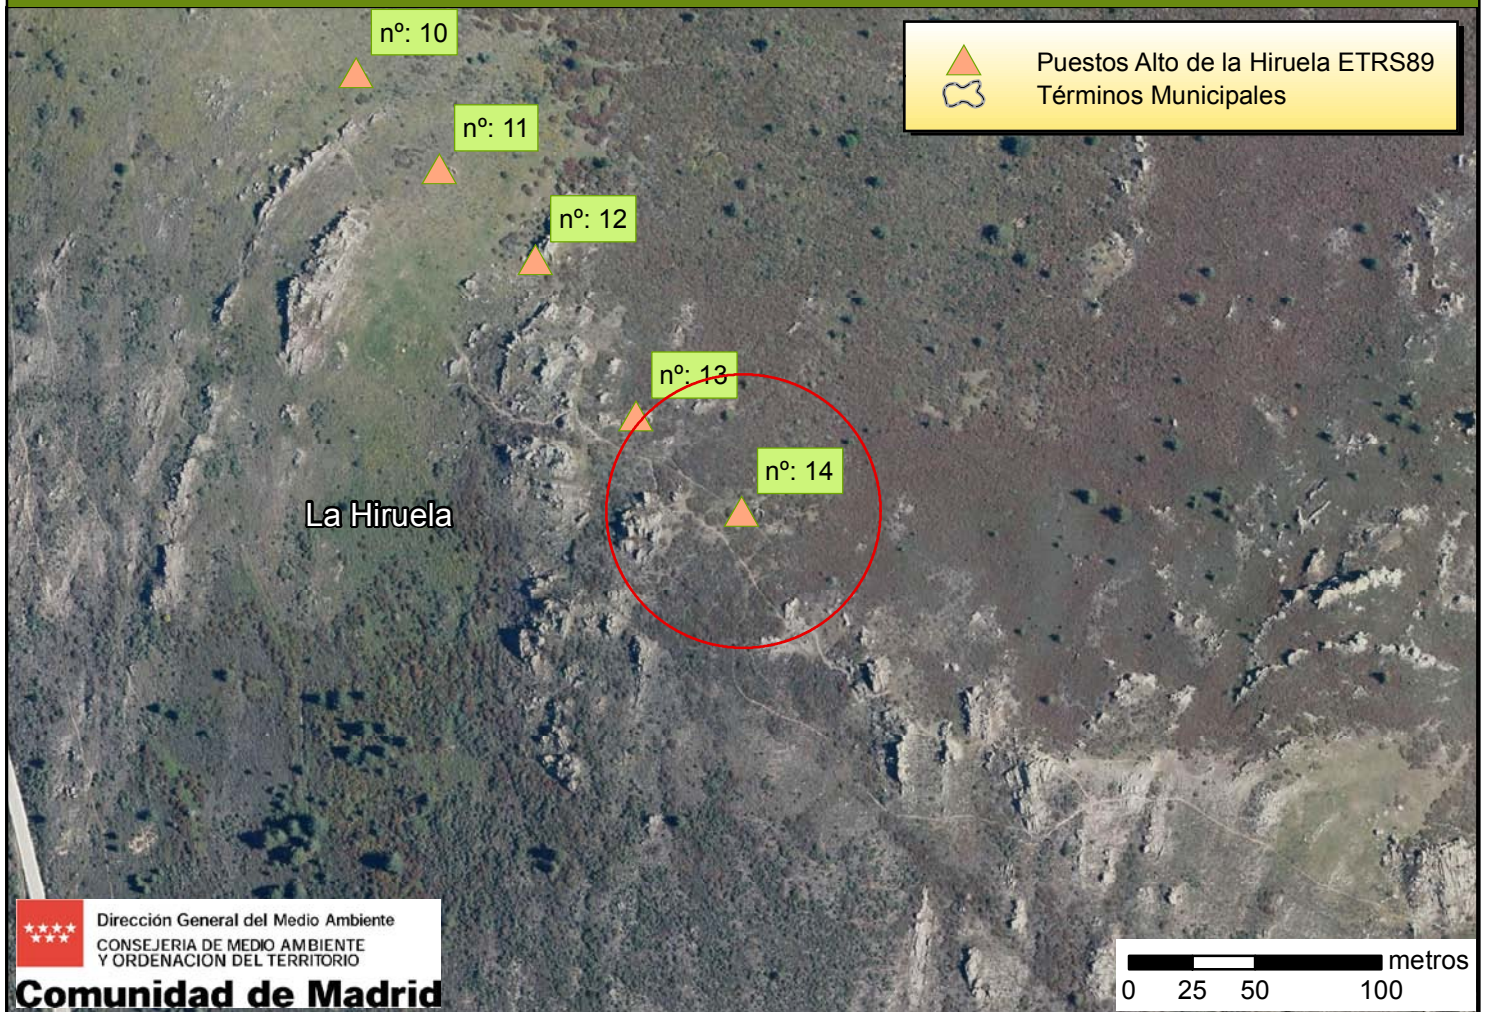 nº: 10
Puestos Alto de la Hiruela ETRS89
Términos Municipales
nº: 11
nº: 12
nº: 13
nº: 14
La Hiruela
Dirección General del Medio Ambiente
CONSEJERIA DE MEDIO AMBIENTE
Y ORDENACIÓN DEL TERRITORIO
Comunidad de Madrid
metros
0 25 50 100